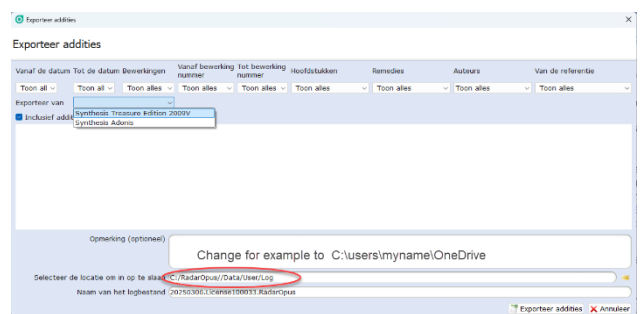 Exporteer addities
Exporteer addities
Vanaf de datum Tot de datum Bewerkingen Vanaf bewerking nummer Tot bewerking nummer Hoofdstukken Remedies Auteurs Van de referentie
Toon all Toon all Toon alles Toon alles Toon alles Toon alles Toon alles Toon alles Toon alles
Exporteer van
Synthesis Treasure Edition 2009V
Inclusief addit
Synthesis Adonis
Opmerking (optioneel)
Change for example to C:\users\myname\OneDrive
Selecteer de locatie om in op te slaan C:/RadarOpus//Data/User/Log
Naam van het logbestand 20250306.License100033.RadarOpus
Exporteer addities Annuleer